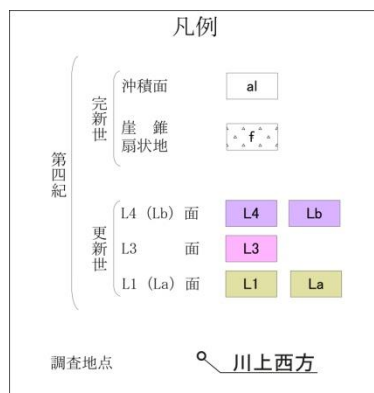 凡例
第四紀
完新世
沖積面 al
崖錐
扇状地 f
更新世
L4 (Lb) 面 L4 Lb
L3 面 L3
L1 (La) 面 L1 La
調査地点 川上西方